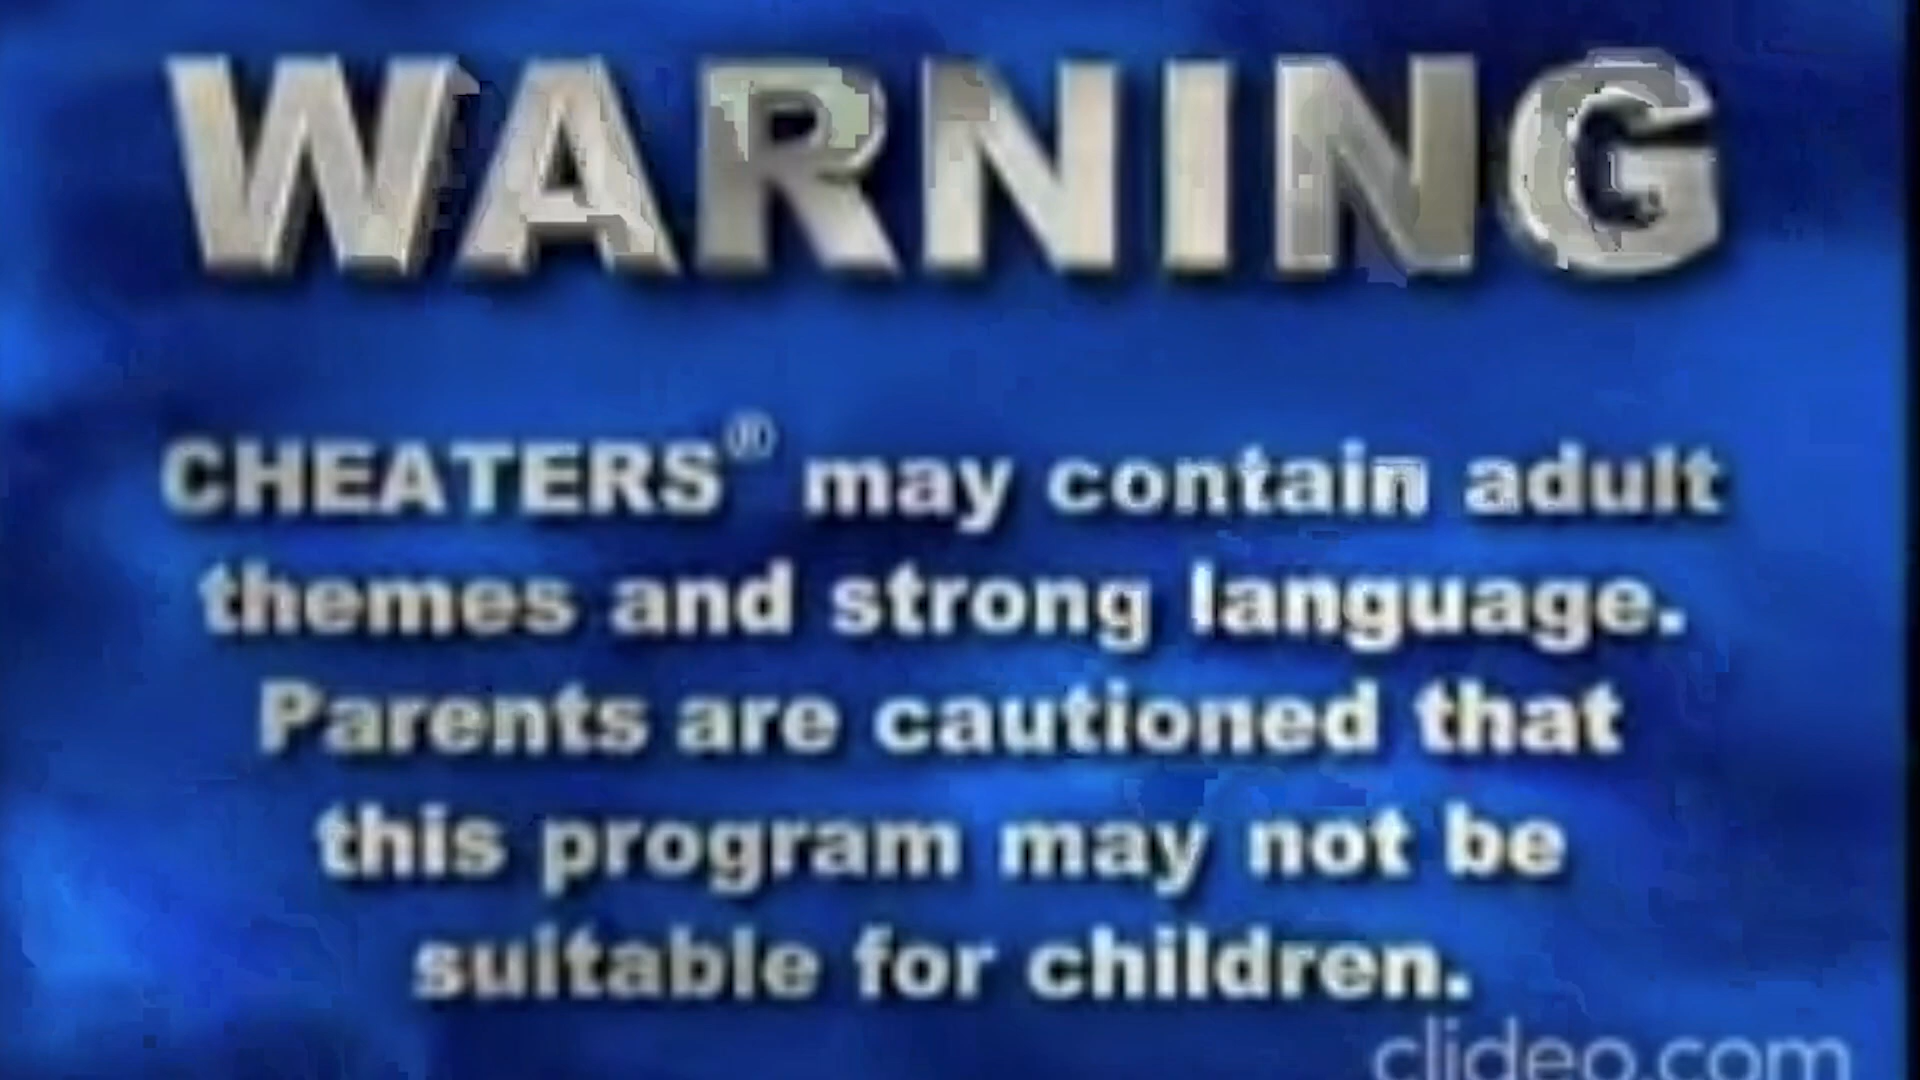 WARNING
CHEATERS® may contain adult
themes and strong language.
Parents are cautioned that
this program may not be
suitable for children.
clideo.com